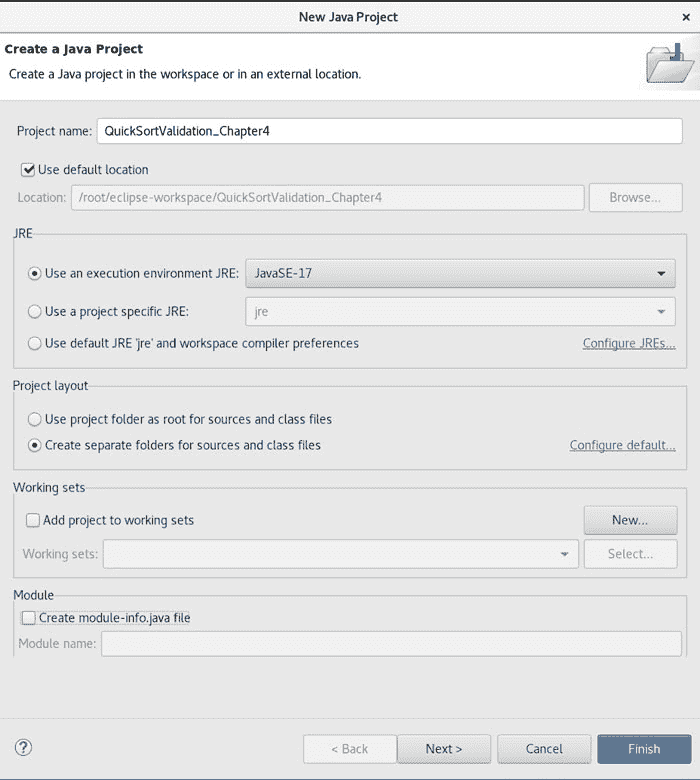 New Java Project
×
Create a Java Project
Create a Java project in the workspace or in an external location.
Project name: QuickSortValidation_Chapter4
Use default location
Location: /root/eclipse-workspace/QuickSortValidation_Chapter4 Browse...
JRE
Use an execution environment JRE: JavaSE-17
Use a project specific JRE: jre
Use default JRE 'jre' and workspace compiler preferences Configure JREs...
Project layout
Use project folder as root for sources and class files
Create separate folders for sources and class files Configure default...
Working sets
Add project to working sets New...
Working sets: Select...
Module
Create module-info.java file
Module name:
? < Back Next > Cancel Finish